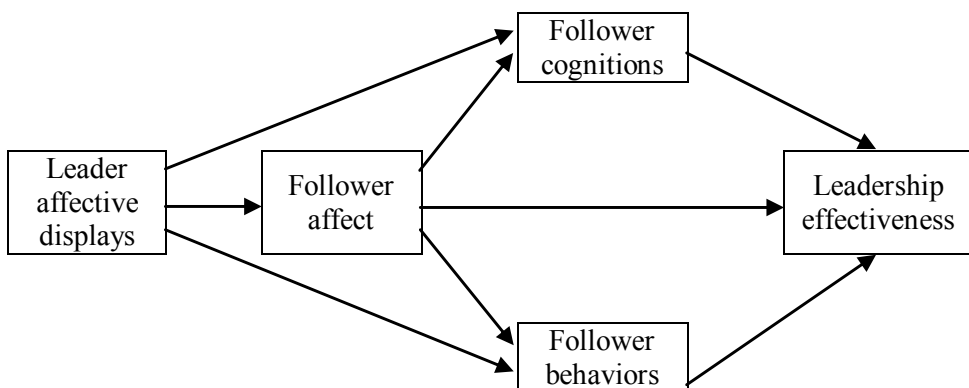 Follower
cognitions
Leader
affective
displays
Follower
affect
Leadership
effectiveness
Follower
behaviors